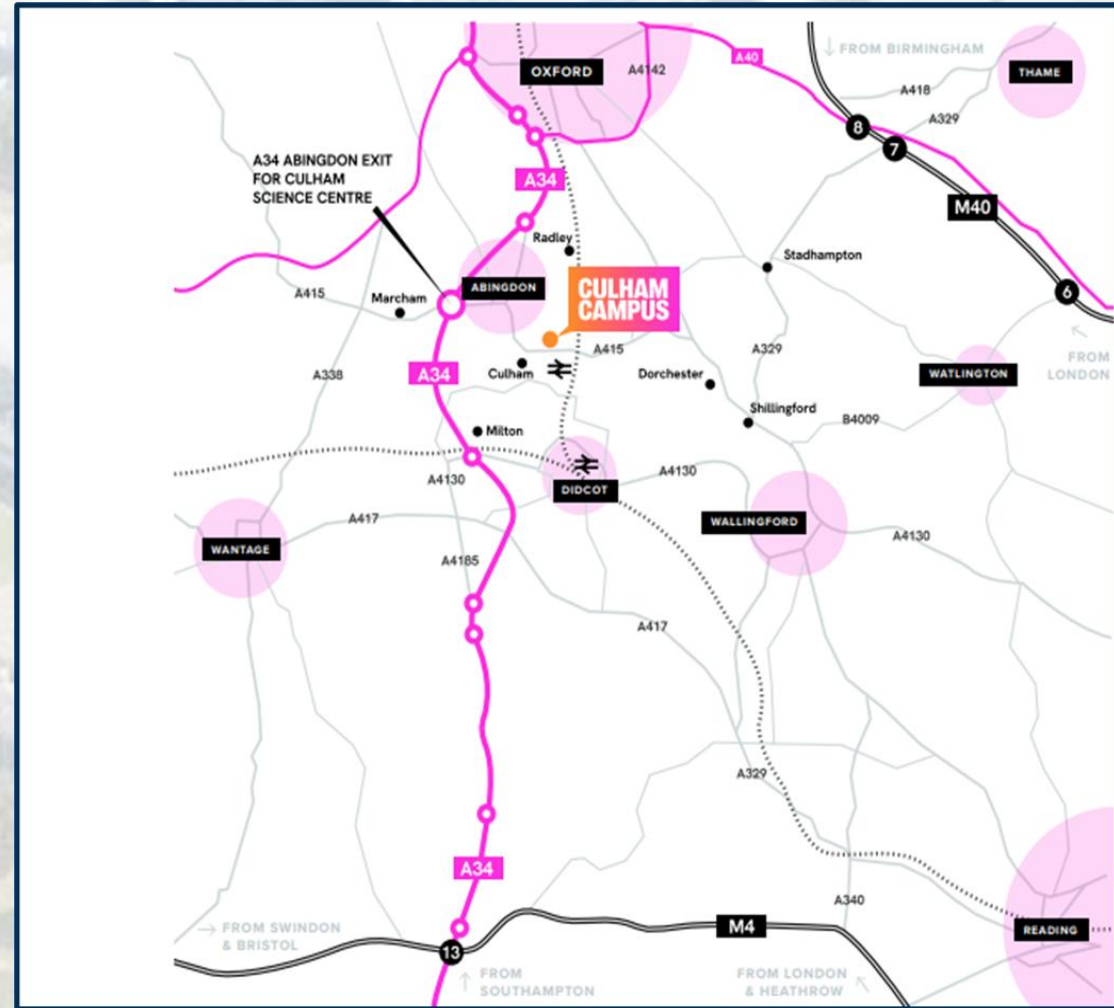 FROM BIRMINGHAM
A40
OXFORD
A4142
THAME
A418
A329
8
7
A34 ABINGDON EXIT
FOR CULHAM
SCIENCE CENTRE
A34
M40
Radley
Stadhampton
ABINGDON
CULHAM
CAMPUS
6
A415
Marcham
A415
A329
FROM
LONDON
A338
A34
Culham
Dorchester
WATLINGTON
Shillingford
B4009
Milton
A4130
A4130
DIDCOT
A417
WALLINGFORD
A4130
WANTAGE
A4185
A417
A329
A34
A340
FROM SWINDON
& BRISTOL
M4
READING
13
FROM
SOUTHAMPTON
FROM LONDON
& HEATHROW